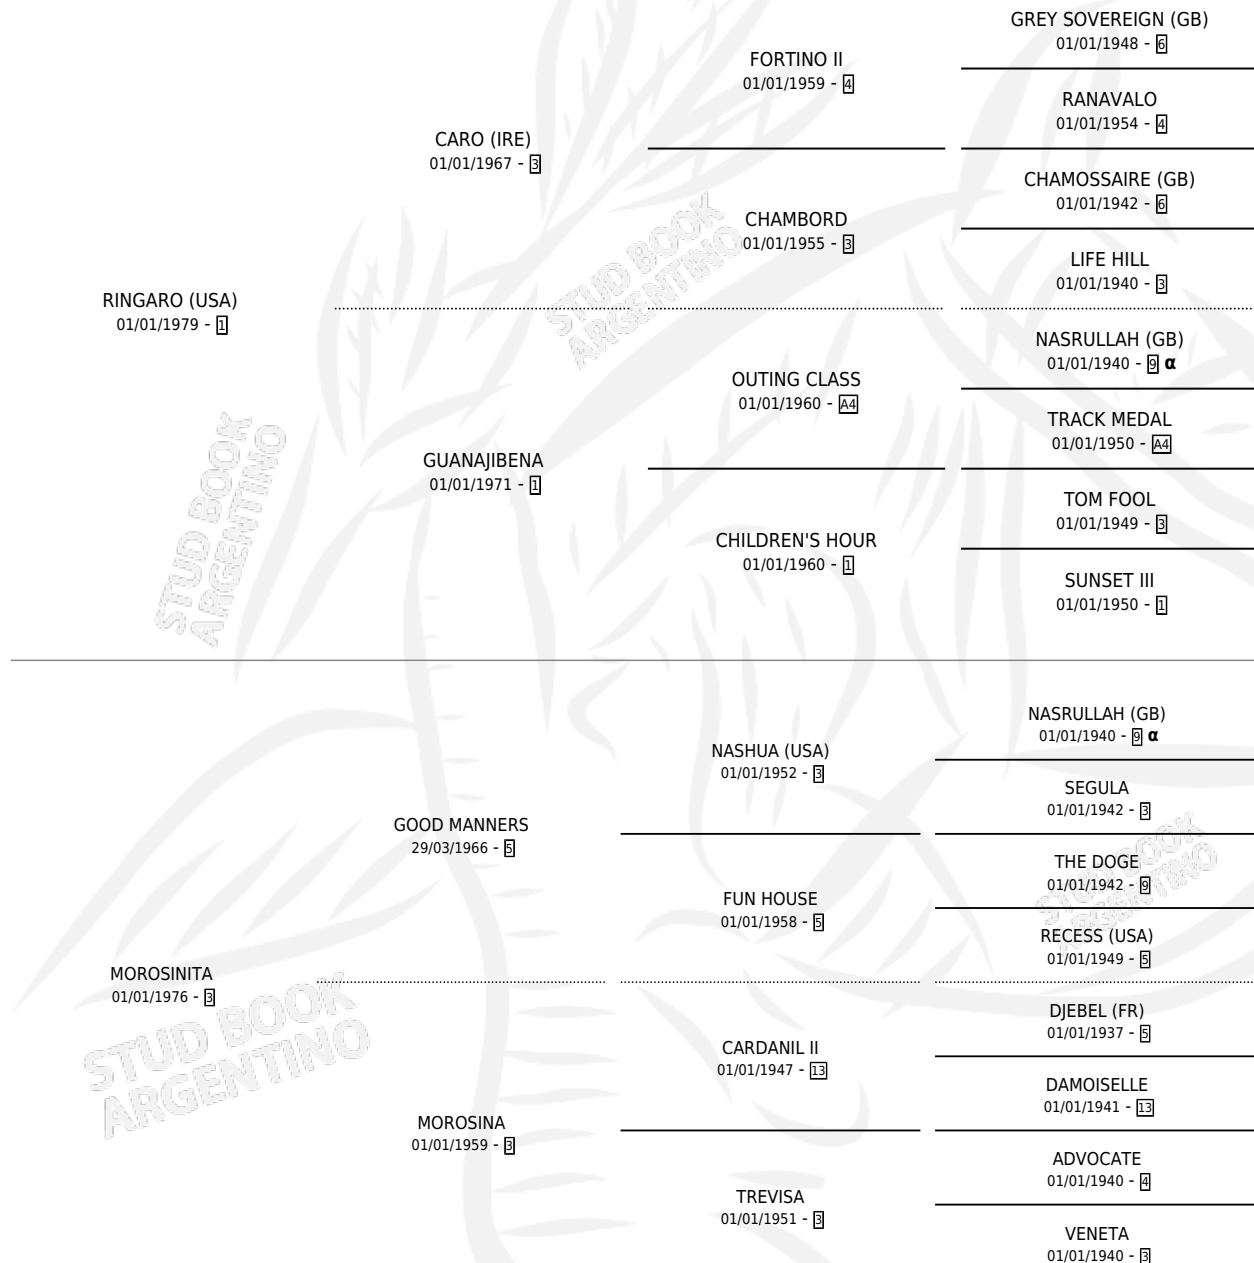 GREY SOVEREIGN (GB)
01/01/1948 - 6
FORTINO II
01/01/1959 - 4
RANAVALO
01/01/1954 - 4
CARO (IRE)
01/01/1967 - 3
CHAMOSSAIRE (GB)
01/01/1942 - 6
CHAMBORD
01/01/1955 - 3
LIFE HILL
01/01/1940 - 3
RINGARO (USA)
01/01/1979 - 1
NASRULLAH (GB)
01/01/1940 - 9 α
OUTING CLASS
01/01/1960 - A4
TRACK MEDAL
01/01/1950 - A4
GUANAJIBENA
01/01/1971 - 1
TOM FOOL
01/01/1949 - 3
CHILDREN'S HOUR
01/01/1960 - 1
SUNSET III
01/01/1950 - 1
STUD BOOK
ARGENTINO
STUD BOOK
ARGENTINO
NASRULLAH (GB)
01/01/1940 - 9 α
NASHUA (USA)
01/01/1952 - 3
SEGULA
01/01/1942 - 3
GOOD MANNERS
29/03/1966 - 5
THE DOGE
01/01/1942 - 9
FUN HOUSE
01/01/1958 - 5
RECESS (USA)
01/01/1949 - 5
MOROSINITA
01/01/1976 - 3
DJEBEL (FR)
01/01/1937 - 5
CARDANIL II
01/01/1947 - 13
DAMOISELLE
01/01/1941 - 13
MOROSINA
01/01/1959 - 3
ADVOCATE
01/01/1940 - 4
TREVISA
01/01/1951 - 3
VENETA
01/01/1940 - 3
STUD BOOK
ARGENTINO
STUD BOOK
ARGENTINO